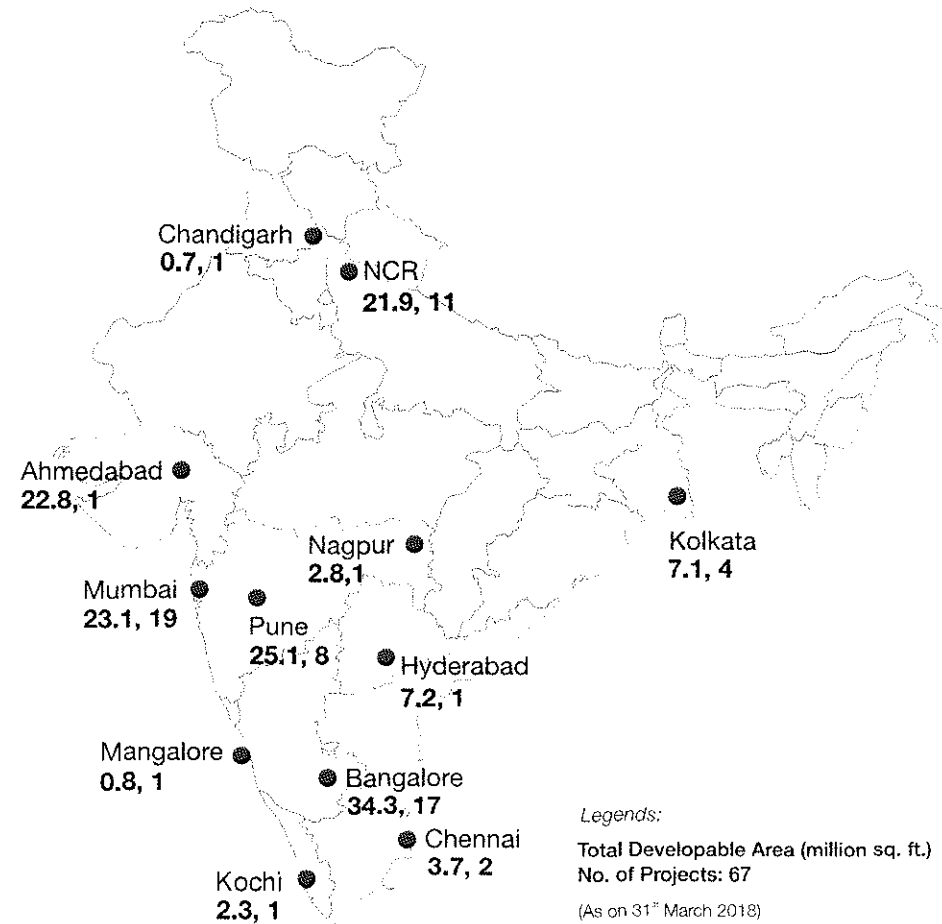 Chandigarh
0.7, 1
NCR
21.9, 11
Ahmedabad
22.8, 1
Nagpur
2.8,1
Kolkata
7.1, 4
Mumbai
23.1, 19
Pune
25.1, 8
Hyderabad
7.2, 1
Mangalore
0.8, 1
Bangalore
34.3, 17
Chennai
3.7, 2
Kochi
2.3, 1
Legends:
Total Developable Area (million sq. ft.)
No. of Projects: 67
(As on 31st March 2018)